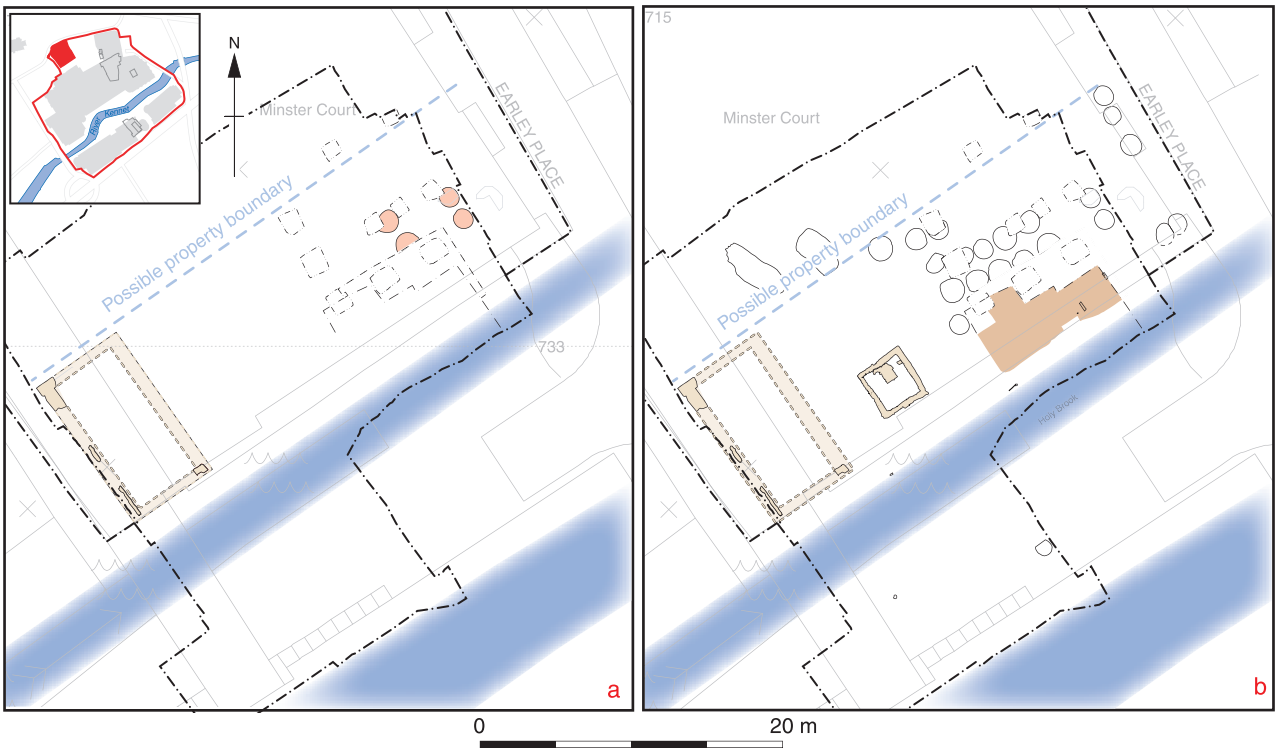 N
River Kennet
Minster Court
EARLEY PLACE
Possible property boundary
733
a
715
Minster Court
EARLEY PLACE
Possible property boundary
Holy Brook
b
0 20 m